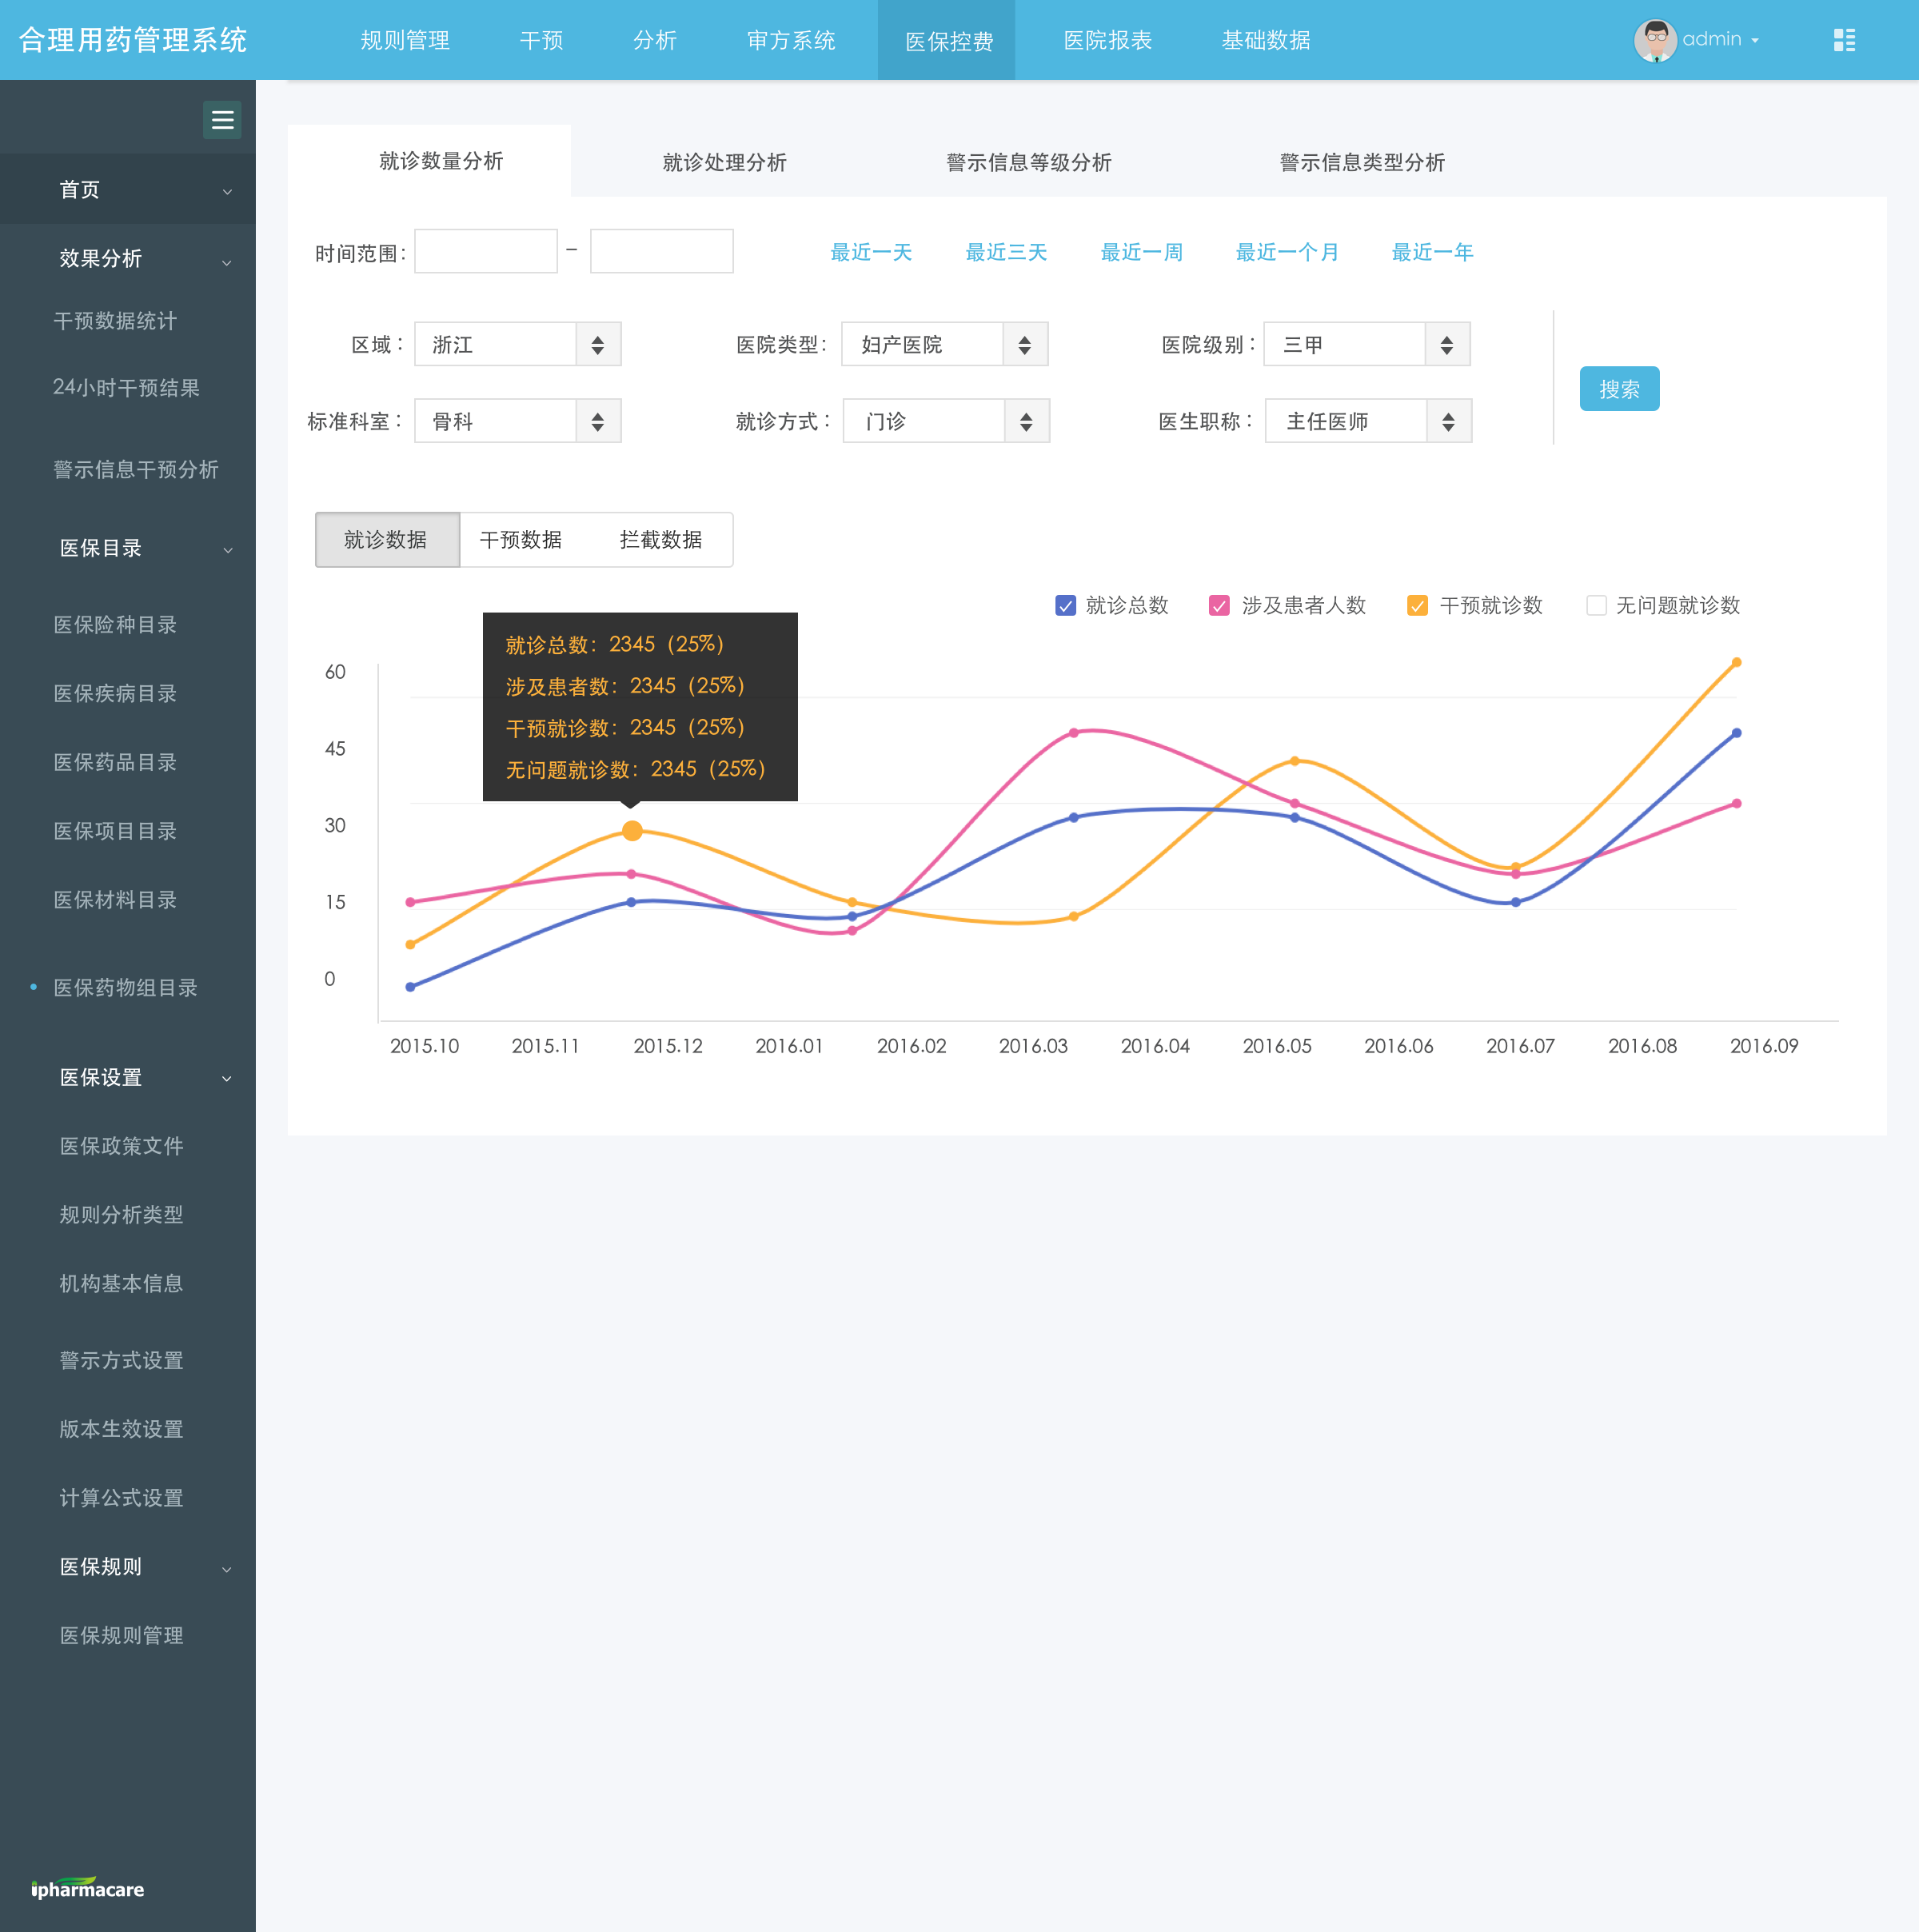 合理用药管理系统
规则管理
干预
分析
审方系统
医保控费
医院报表
基础数据
admin
首页
效果分析
干预数据统计
24小时干预结果
警示信息干预分析
医保目录
医保险种目录
医保疾病目录
医保药品目录
医保项目目录
医保材料目录
医保药物组目录
医保设置
医保政策文件
规则分析类型
机构基本信息
警示方式设置
版本生效设置
计算公式设置
医保规则
医保规则管理
ipharmacare
就诊数量分析
就诊处理分析
警示信息等级分析
警示信息类型分析
时间范围：
–
最近一天
最近三天
最近一周
最近一个月
最近一年
区域：
浙江
医院类型：
妇产医院
医院级别：
三甲
标准科室：
骨科
就诊方式：
门诊
医生职称：
主任医师
搜索
就诊数据
干预数据
拦截数据
就诊总数
涉及患者人数
干预就诊数
无问题就诊数
就诊总数：2345（25%）
涉及患者数：2345（25%）
干预就诊数：2345（25%）
无问题就诊数：2345（25%）
60
45
30
15
0
2015.10
2015.11
2015.12
2016.01
2016.02
2016.03
2016.04
2016.05
2016.06
2016.07
2016.08
2016.09